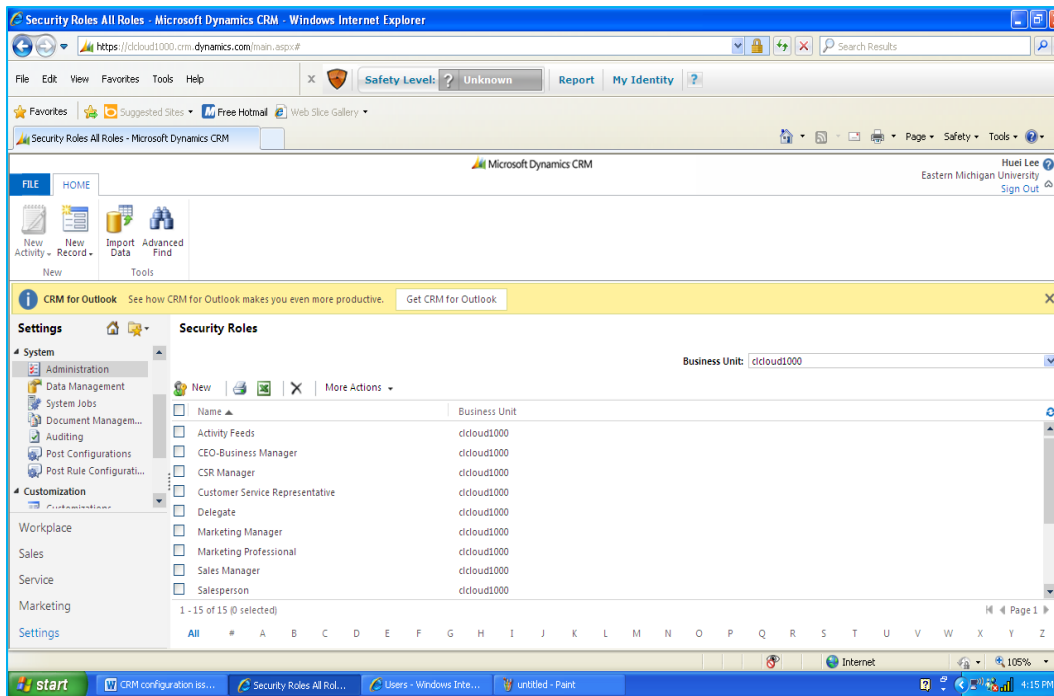 Security Roles All Roles - Microsoft Dynamics CRM - Windows Internet Explorer
https://clcloud1000.crm.dynamics.com/main.aspx#
Search Results
File Edit View Favorites Tools Help
X Safety Level: ? Unknown Report My Identity ?
Favorites Suggested Sites Free Hotmail Web Slice Gallery
Security Roles All Roles - Microsoft Dynamics CRM
Page Safety Tools
Microsoft Dynamics CRM
Huei Lee
Eastern Michigan University
Sign Out
FILE HOME
New Activity
New Record
Import Data
Advanced Find
New Tools
CRM for Outlook See how CRM for Outlook makes you even more productive. Get CRM for Outlook
Settings
Security Roles
System
Administration
Data Management
System Jobs
Document Managem...
Auditing
Post Configurations
Post Rule Configurati...
Customization
Customizations
Workplace
Sales
Service
Marketing
Settings
Business Unit: clcloud1000
New More Actions
Name Business Unit
Activity Feeds clcloud1000
CEO-Business Manager clcloud1000
CSR Manager clcloud1000
Customer Service Representative clcloud1000
Delegate clcloud1000
Marketing Manager clcloud1000
Marketing Professional clcloud1000
Sales Manager clcloud1000
Salesperson clcloud1000
1 - 15 of 15 (0 selected) Page 1
All # A B C D E F G H I J K L M N O P Q R S T U V W X Y Z
Internet 105%
start CRM configuration iss... Security Roles All Rol... Users - Windows Inte... untitled - Paint 4:15 PM